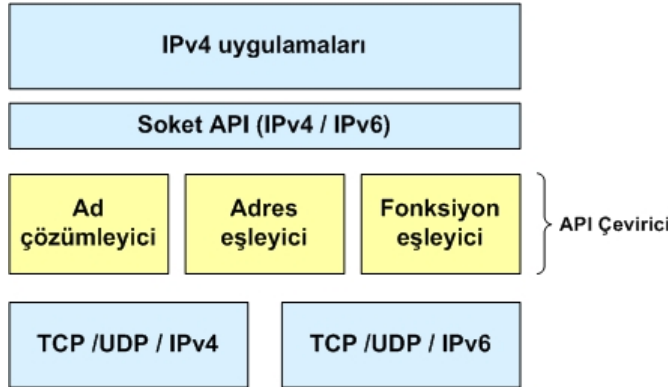 IPv4 uygulamaları
Soket API (IPv4 / IPv6)
Ad
çözümleyici
Adres
eşleyici
Fonksiyon
eşleyici
API Çevirici
TCP /UDP / IPv4
TCP /UDP / IPv6